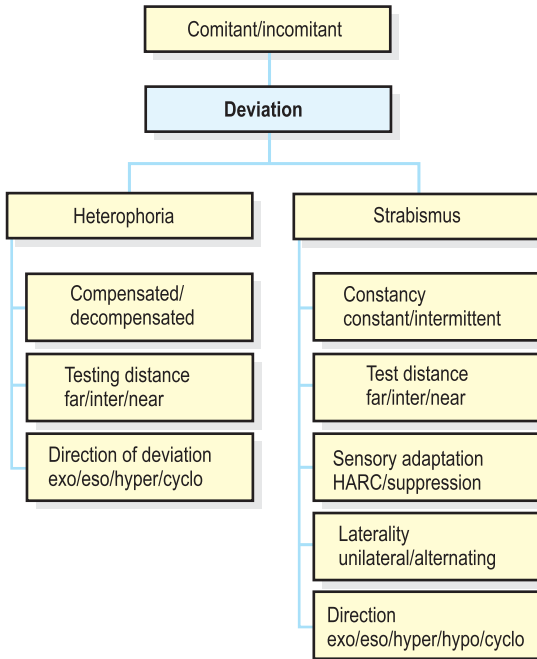 Comitant/incomitant
Deviation
Heterophoria
Compensated/
decompensated
Testing distance
far/inter/near
Direction of deviation
exo/eso/hyper/cyclo
Strabismus
Constancy
constant/intermittent
Test distance
far/inter/near
Sensory adaptation
HARC/suppression
Laterality
unilateral/alternating
Direction
exo/eso/hyper/hypo/cyclo